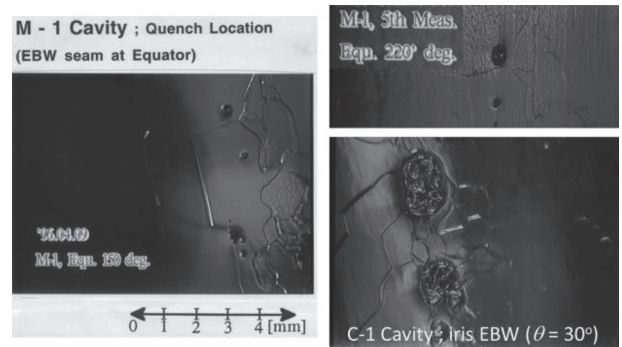 M - 1 Cavity ; Quench Location
(EBW seam at Equator)
'96.04.09
M-1, Equ. 150 deg.
0 1 2 3 4 [mm]
M-1, 5th Meas.
Equ. 220° deg.
C-1 Cavity ; iris EBW (θ = 30°)